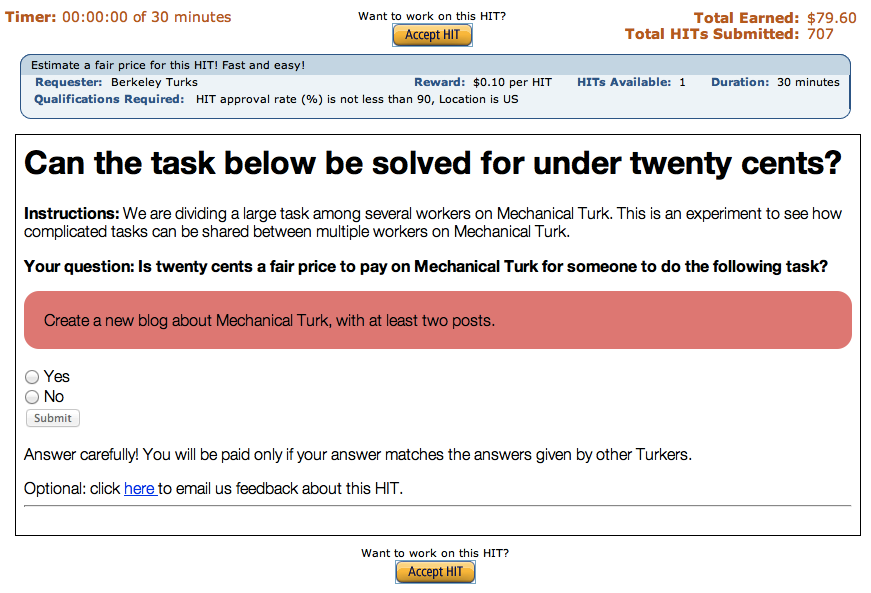 Timer: 00:00:00 of 30 minutes
Want to work on this HIT?
Accept HIT
Total Earned: $79.60
Total HITs Submitted: 707
Estimate a fair price for this HIT! Fast and easy!
Requester: Berkeley Turks Reward: $0.10 per HIT HITs Available: 1 Duration: 30 minutes
Qualifications Required: HIT approval rate (%) is not less than 90, Location is US
Can the task below be solved for under twenty cents?
Instructions: We are dividing a large task among several workers on Mechanical Turk. This is an experiment to see how
complicated tasks can be shared between multiple workers on Mechanical Turk.
Your question: Is twenty cents a fair price to pay on Mechanical Turk for someone to do the following task?
Create a new blog about Mechanical Turk, with at least two posts.
Yes
No
Submit
Answer carefully! You will be paid only if your answer matches the answers given by other Turkers.
Optional: click here to email us feedback about this HIT.
Want to work on this HIT?
Accept HIT